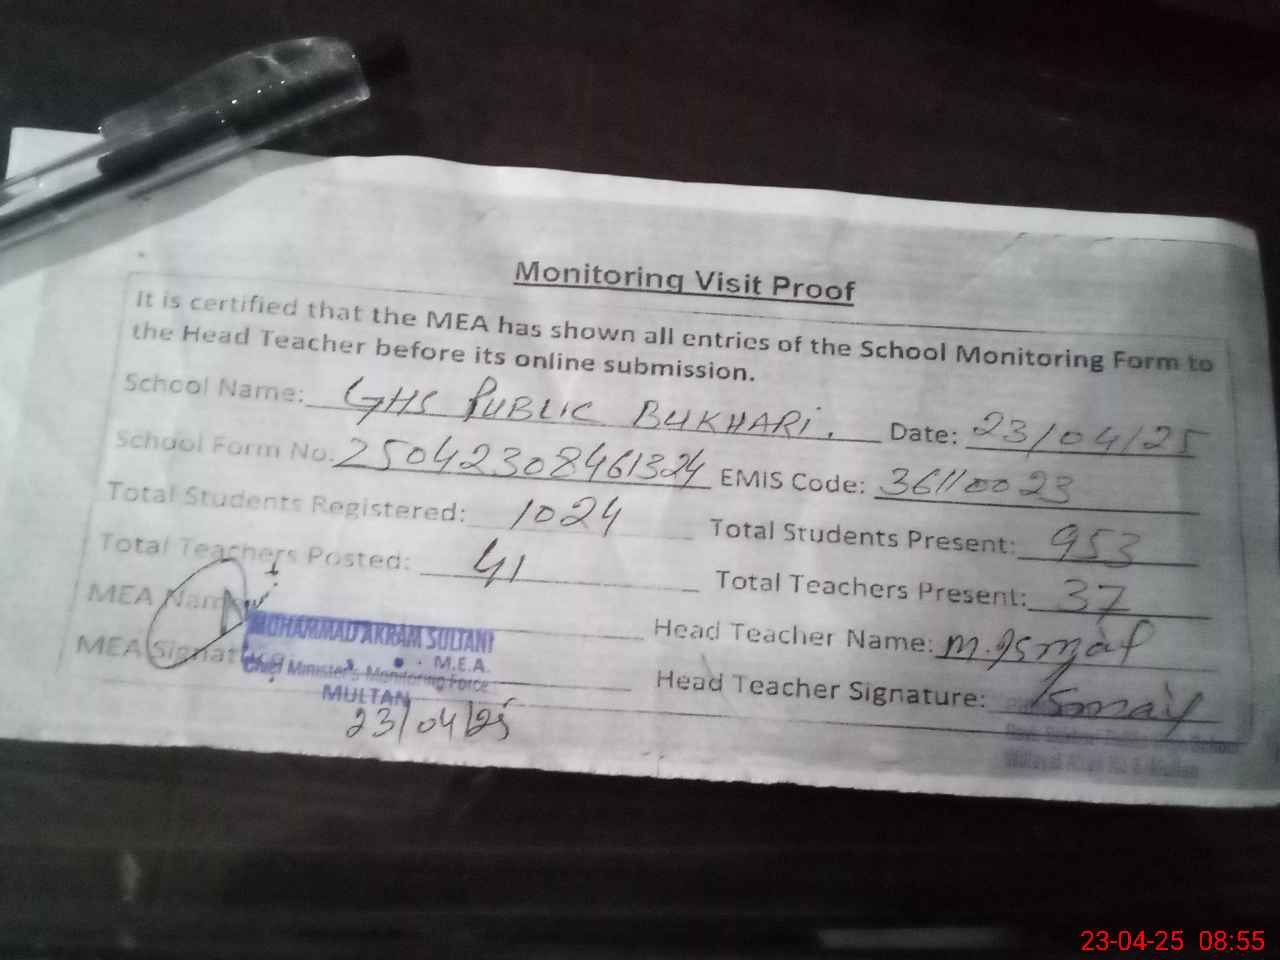 Monitoring Visit Proof
It is certified that the MEA has shown all entries of the School Monitoring Form to
the Head Teacher before its online submission.
School Name: GHS PUBLIC BUKHARI. Date: 23/04/25
School Form No. 25042308461324 EMIS Code: 36110023
Total Students Registered: 1024 Total Students Present: 953
Total Teachers Posted: 41 Total Teachers Present: 37
MEA Name: Head Teacher Name: M. Ismail
MUHAMMAD AKRAM SULTANI
MEA Signature: Head Teacher Signature: Ismail
M.E.A.
Chief Minister's Monitoring Force
MULTAN
23/04/25
23-04-25 08:55